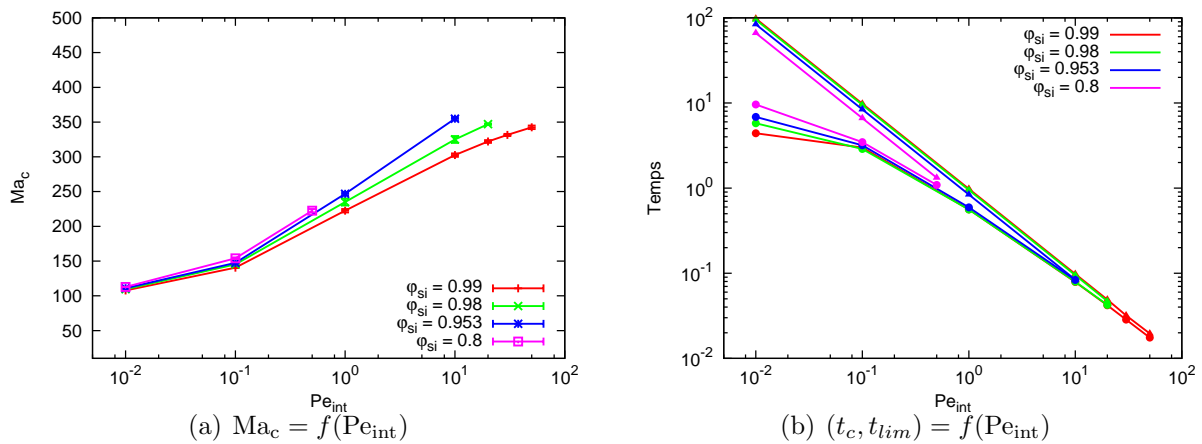 500
450
400
350
300
250
200
150
100
50
Ma_c
10^-2 10^-1 10^0 10^1 10^2
Pe_int
φ_si = 0.99
φ_si = 0.98
φ_si = 0.953
φ_si = 0.8
(a) Ma_c = f(Pe_int)
10^2
10^1
10^0
10^-1
10^-2
Temps
10^-2 10^-1 10^0 10^1 10^2
Pe_int
φ_si = 0.99
φ_si = 0.98
φ_si = 0.953
φ_si = 0.8
(b) (t_c, t_lim) = f(Pe_int)